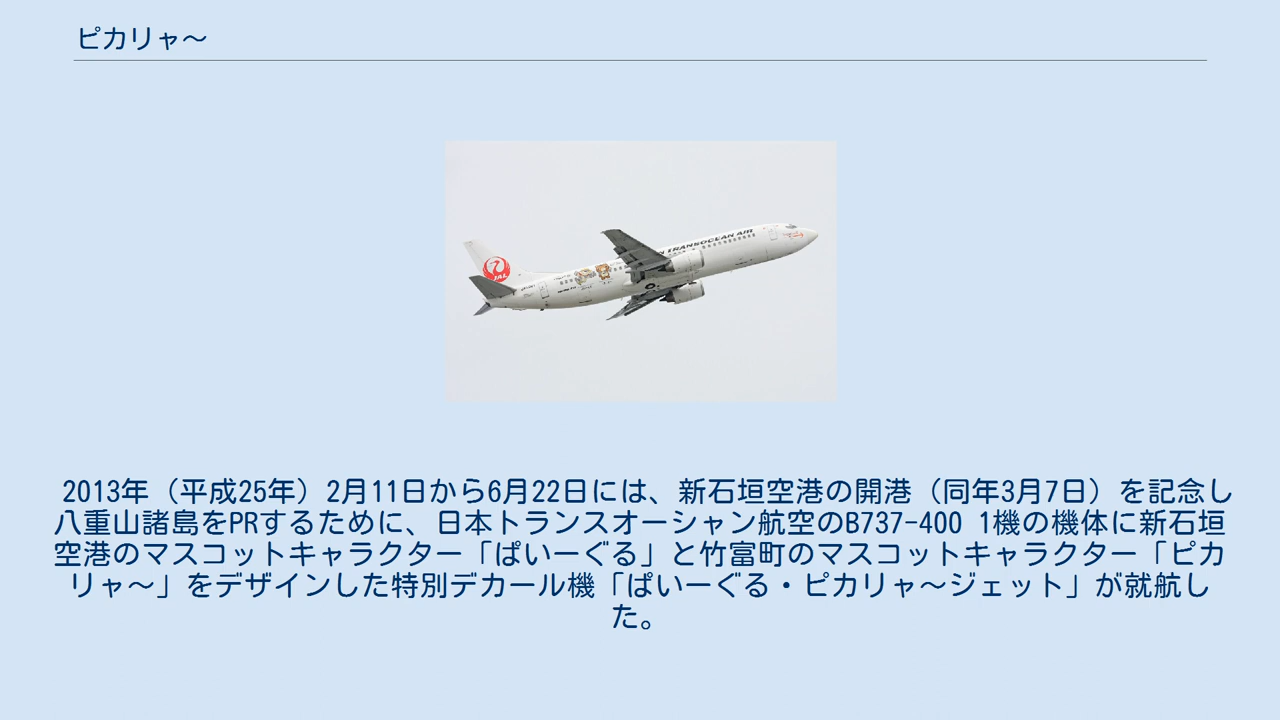 ピカリャ～
JAL
N TRANSOCEAN AIR
2013年（平成25年）2月11日から6月22日には、新石垣空港の開港（同年3月7日）を記念し
八重山諸島をPRするために、日本トランスオーシャン航空のB737-400 1機の機体に新石垣
空港のマスコットキャラクター「ぱいーぐる」と竹富町のマスコットキャラクター「ピカ
リャ～」をデザインした特別デカール機「ぱいーぐる・ピカリャ～ジェット」が就航し
た。